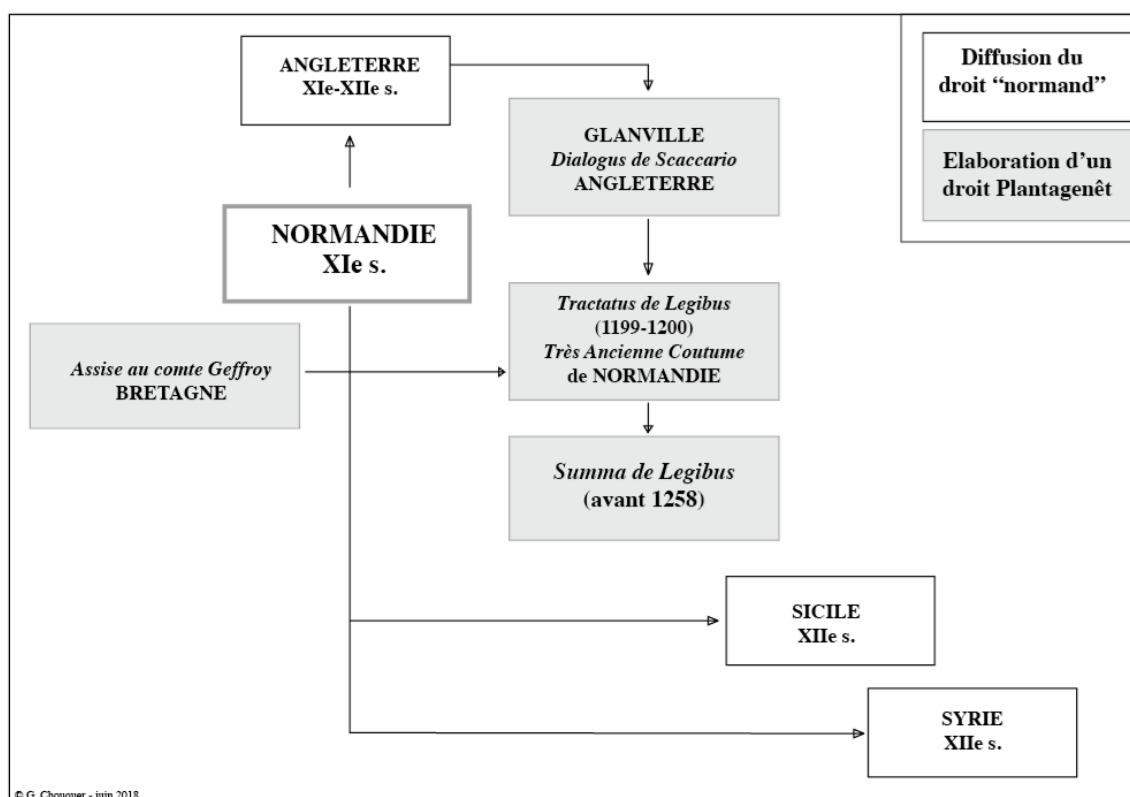 ANGLETERRE
XIe-XIIe s.
Diffusion du
droit “normand”
GLANVILLE
Dialogus de Scaccario
ANGLETERRE
Elaboration d’un
droit Plantagenêt
NORMANDIE
XIe s.
Tractatus de Legibus
(1199-1200)
Très Ancienne Coutume
de NORMANDIE
Assise au comte Geffroy
BRETAGNE
Summa de Legibus
(avant 1258)
SICILE
XIIe s.
SYRIE
XIIe s.
© G. Chouquer - juin 2018